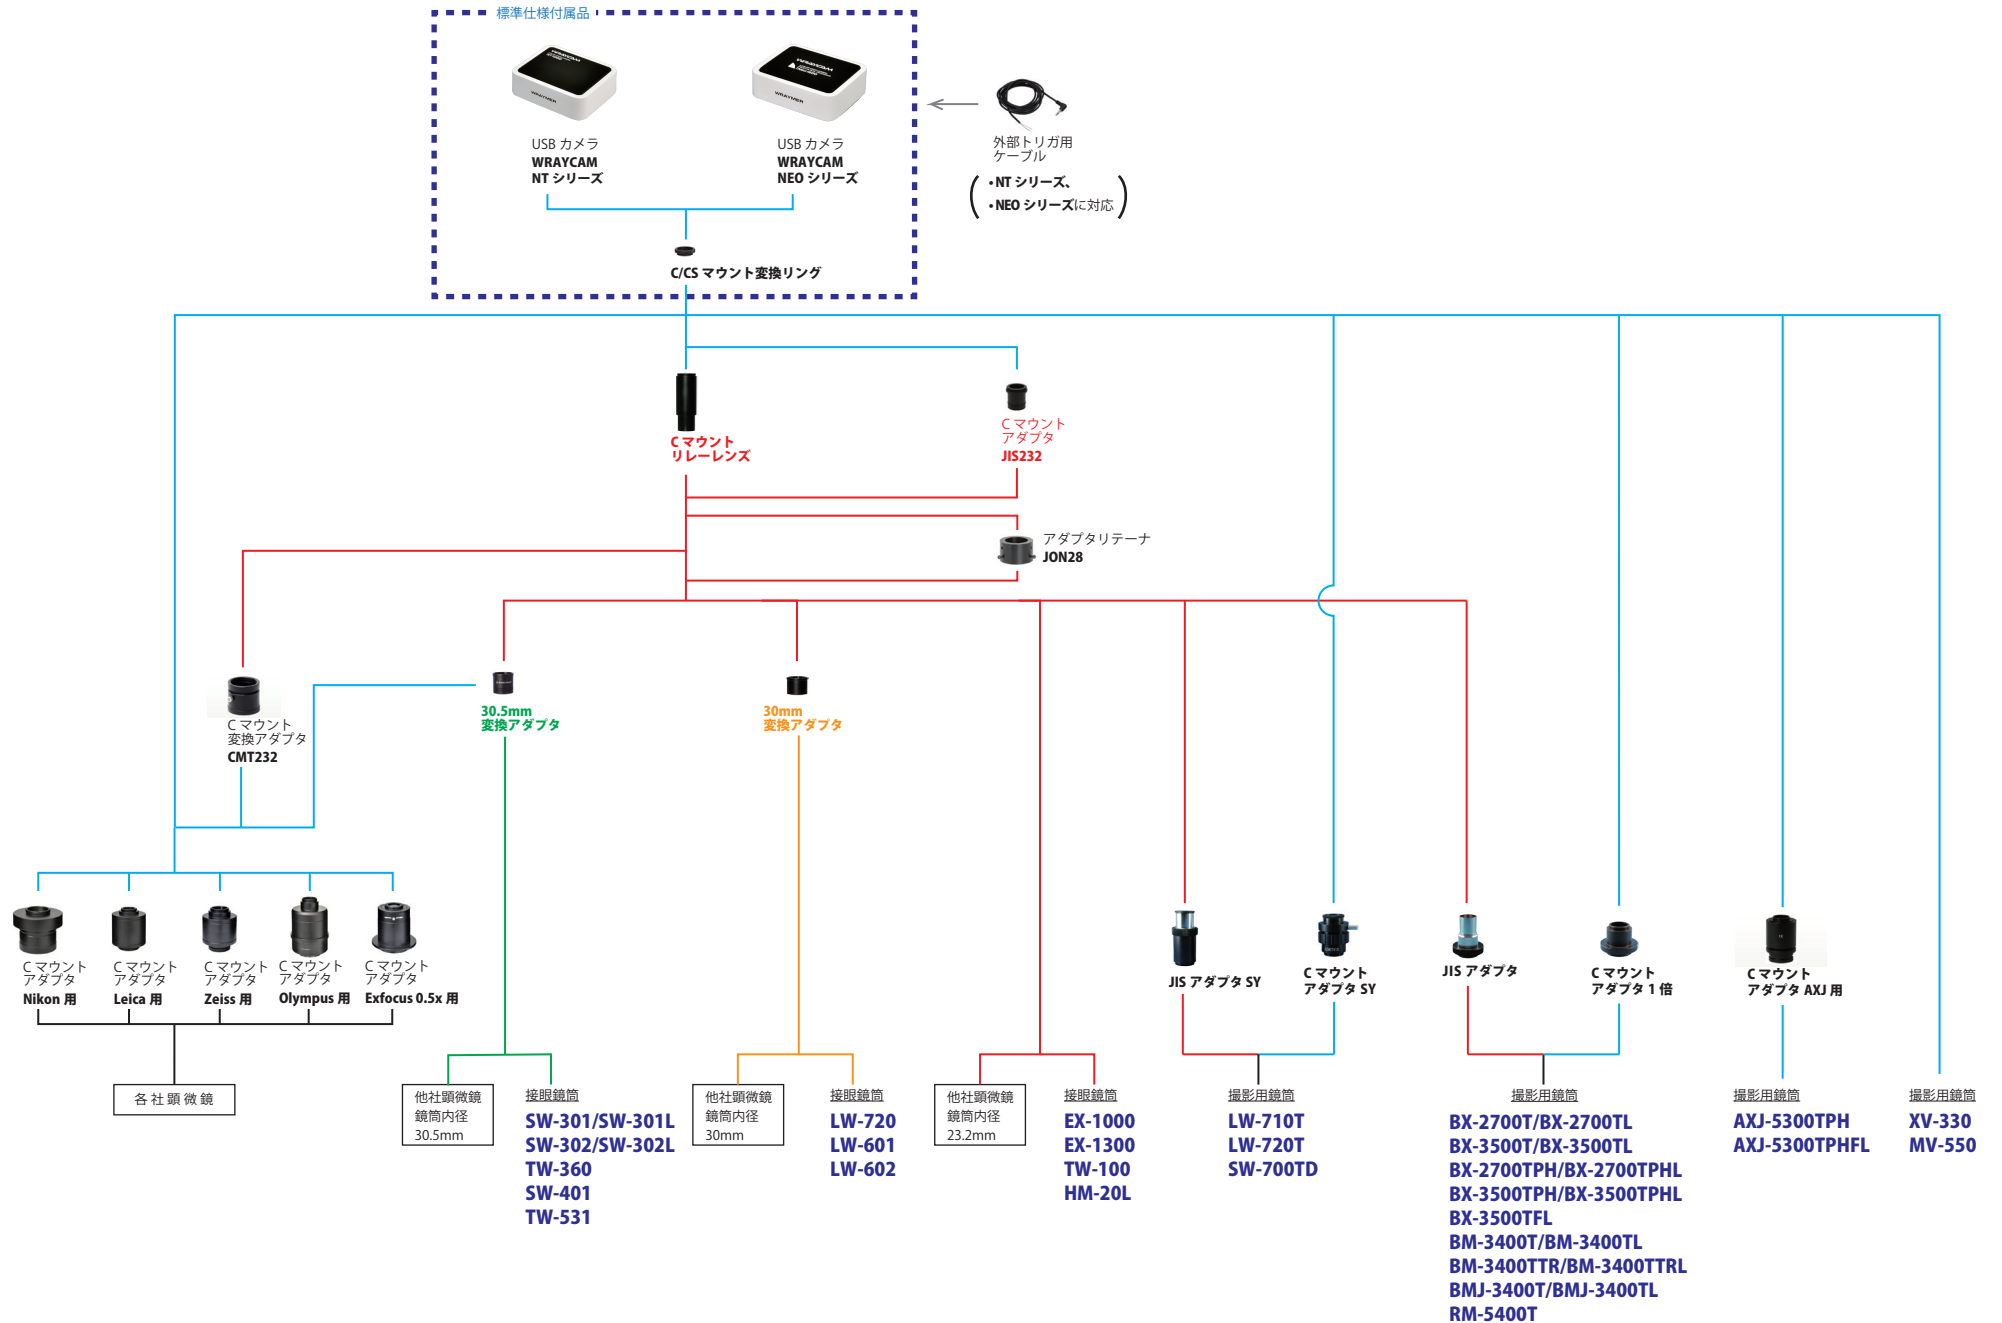 標準仕様付属品
WRAYCAM
WRAYMER
WRAYCAM
WRAYMER
USB カメラ
WRAYCAM
NT シリーズ
USB カメラ
WRAYCAM
NEO シリーズ
外部トリガ用
ケーブル
(・NT シリーズ、
・NEO シリーズに対応)
C/CS マウント変換リング
C マウント
リレーレンズ
C マウント
アダプタ
JIS232
アダプタリテーナ
JON28
C マウント
変換アダプタ
CMT232
30.5mm
変換アダプタ
30mm
変換アダプタ
C マウント
アダプタ
Nikon 用
C マウント
アダプタ
Leica 用
C マウント
アダプタ
Zeiss 用
C マウント
アダプタ
Olympus 用
C マウント
アダプタ
Exfocus 0.5x 用
JIS アダプタ SY
C マウント
アダプタ SY
JIS アダプタ
C マウント
アダプタ 1 倍
C マウント
アダプタ AXJ 用
各社顕微鏡
他社顕微鏡
鏡筒内径
30.5mm
接眼鏡筒
SW-301/SW-301L
SW-302/SW-302L
TW-360
SW-401
TW-531
他社顕微鏡
鏡筒内径
30mm
接眼鏡筒
LW-720
LW-601
LW-602
他社顕微鏡
鏡筒内径
23.2mm
接眼鏡筒
EX-1000
EX-1300
TW-100
HM-20L
撮影用鏡筒
LW-710T
LW-720T
SW-700TD
撮影用鏡筒
BX-2700T/BX-2700TL
BX-3500T/BX-3500TL
BX-2700TPH/BX-2700TPHL
BX-3500TPH/BX-3500TPHL
BX-3500TFL
BM-3400T/BM-3400TL
BM-3400TTR/BM-3400TTRL
BMJ-3400T/BMJ-3400TL
RM-5400T
撮影用鏡筒
AXJ-5300TPH
AXJ-5300TPHFL
撮影用鏡筒
XV-330
MV-550